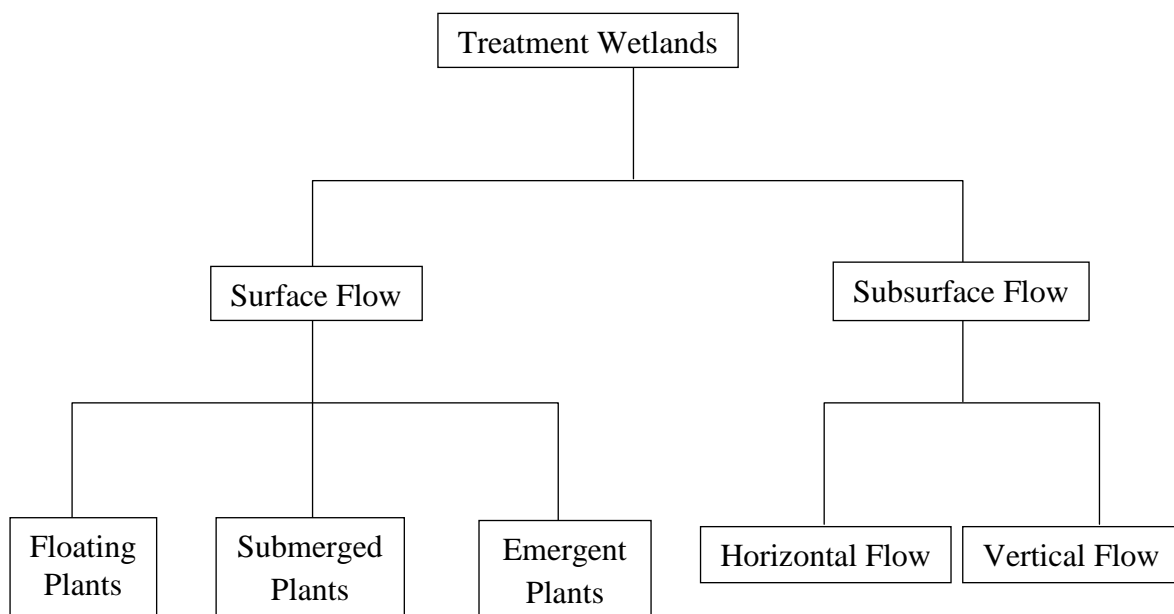 Treatment Wetlands
Surface Flow
Subsurface Flow
Floating
Plants
Submerged
Plants
Emergent
Plants
Horizontal Flow
Vertical Flow